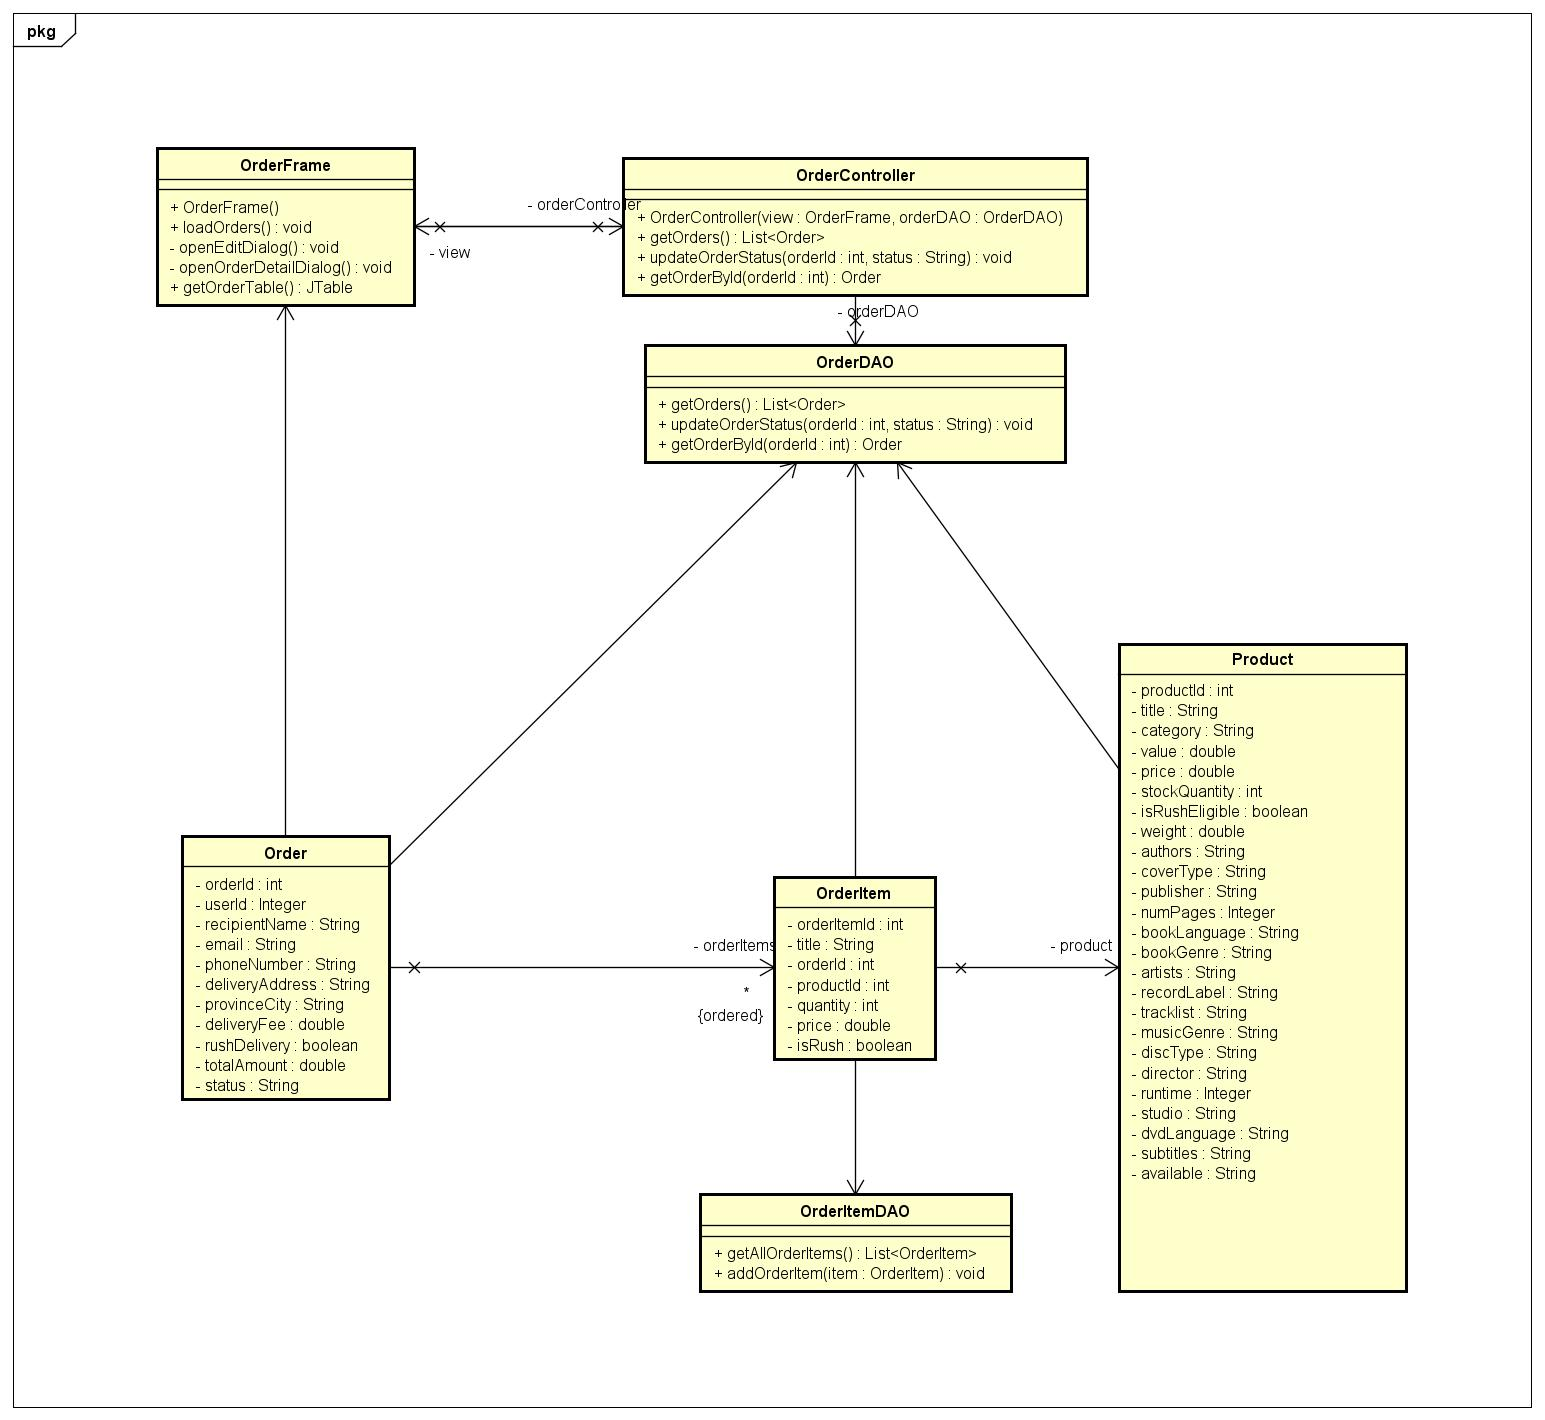 pkg
OrderFrame
+ OrderFrame()
+ loadOrders() : void
- openEditDialog() : void
- openOrderDetailDialog() : void
+ getOrderTable() : JTable
- orderController
- view
OrderController
+ OrderController(view : OrderFrame, orderDAO : OrderDAO)
+ getOrders() : List<Order>
+ updateOrderStatus(orderId : int, status : String) : void
+ getOrderById(orderId : int) : Order
- orderDAO
OrderDAO
+ getOrders() : List<Order>
+ updateOrderStatus(orderId : int, status : String) : void
+ getOrderById(orderId : int) : Order
Order
- orderId : int
- userId : Integer
- recipientName : String
- email : String
- phoneNumber : String
- deliveryAddress : String
- provinceCity : String
- deliveryFee : double
- rushDelivery : boolean
- totalAmount : double
- status : String
- orderItems
*
{ordered}
OrderItem
- orderItemId : int
- title : String
- orderId : int
- productId : int
- quantity : int
- price : double
- isRush : boolean
- product
Product
- productId : int
- title : String
- category : String
- value : double
- price : double
- stockQuantity : int
- isRushEligible : boolean
- weight : double
- authors : String
- coverType : String
- publisher : String
- numPages : Integer
- bookLanguage : String
- bookGenre : String
- artists : String
- recordLabel : String
- tracklist : String
- musicGenre : String
- discType : String
- director : String
- runtime : Integer
- studio : String
- dvdLanguage : String
- subtitles : String
- available : String
OrderItemDAO
+ getAllOrderItems() : List<OrderItem>
+ addOrderItem(item : OrderItem) : void